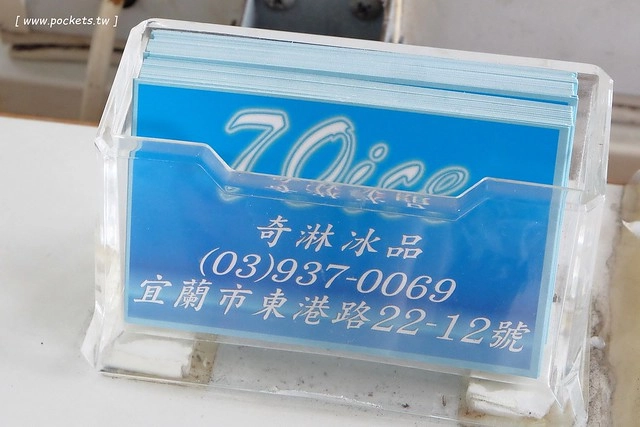 [ www.pockets.tw ]
7Oice
奇淋冰品
(03)937-0069
宜蘭市東港路22-12號